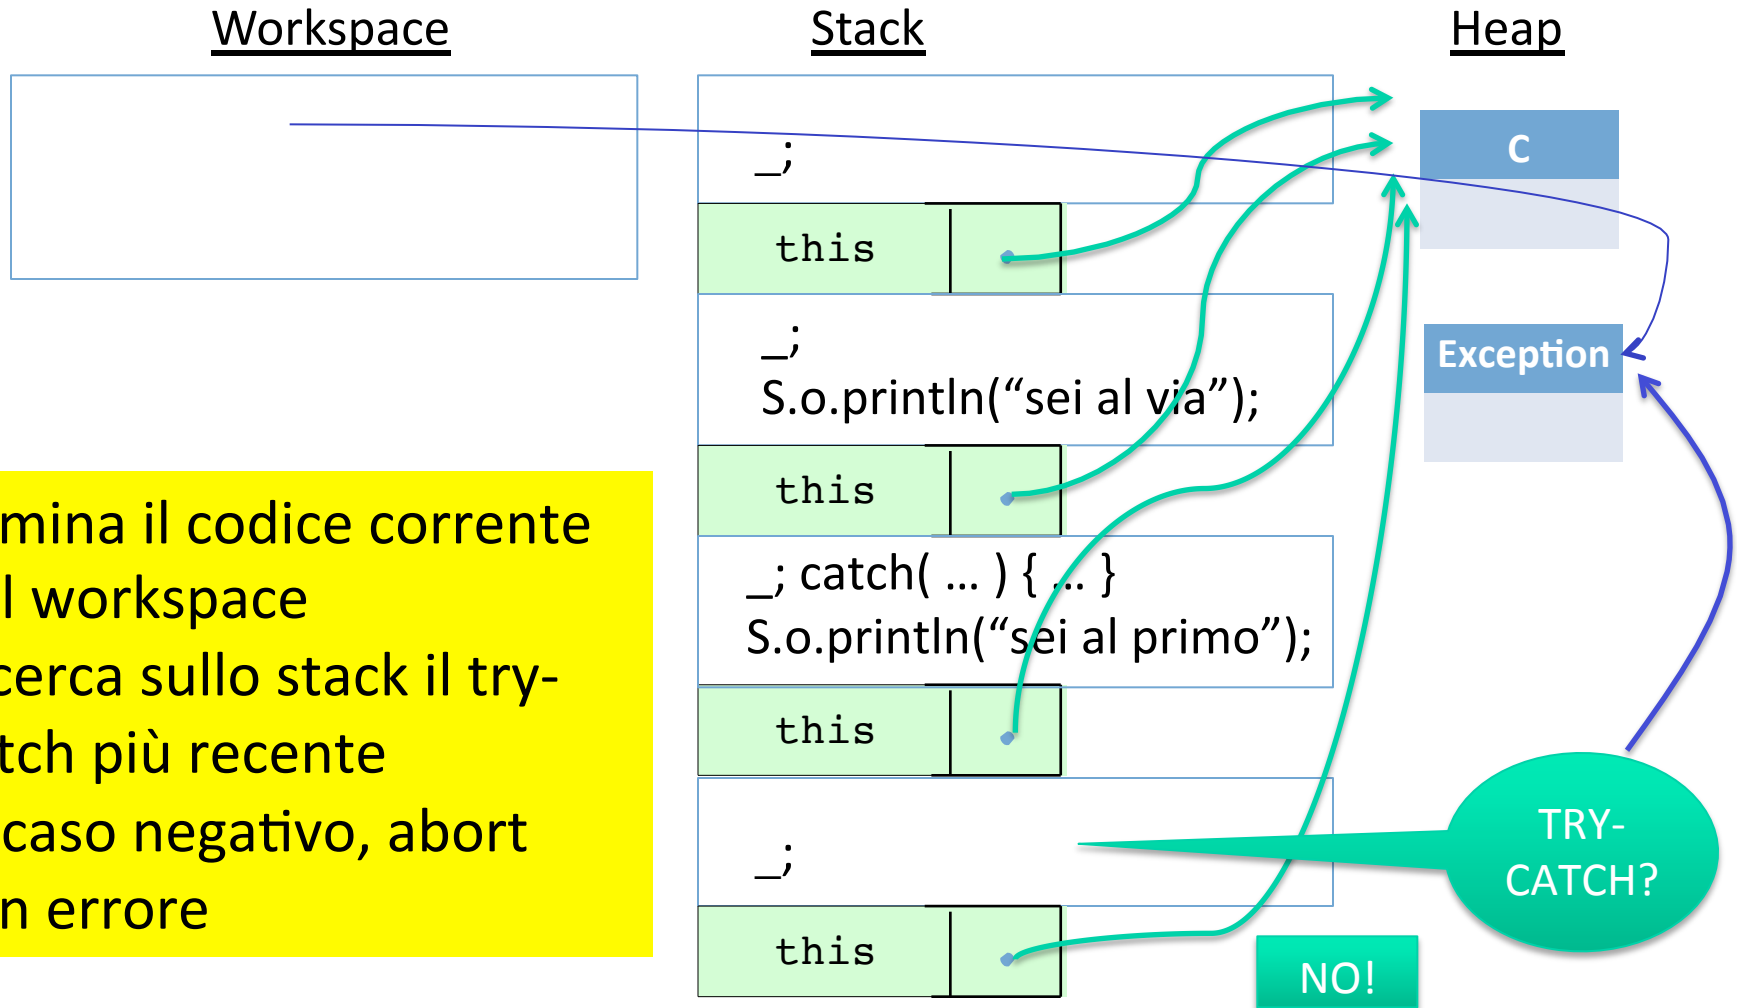 Workspace
Stack
Heap
_;
this
_;
S.o.println(“sei al via”);
this
_; catch( ... ) { ... }
S.o.println(“sei al primo”);
this
_;
this
C
Exception
mina il codice corrente
l workspace
cerca sullo stack il try-
tch più recente
caso negativo, abort
n errore
TRY-
CATCH?
NO!